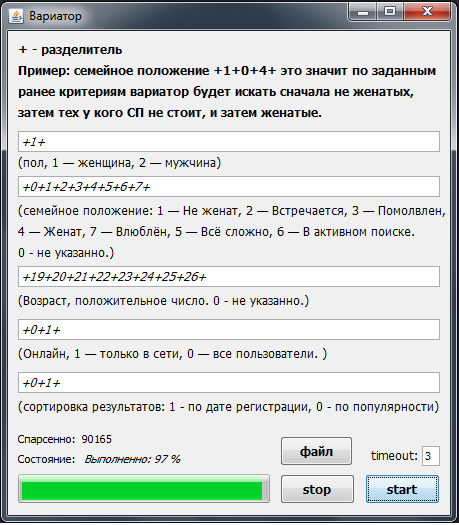 Вариатор
+ - разделитель
Пример: семейное положение +1+0+4+ это значит по заданным
ранее критериям вариатор будет искать сначала не женатых,
затем тех у кого СП не стоит, и затем женатые.
+1+
(пол, 1 — женщина, 2 — мужчина)
+0+1+2+3+4+5+6+7+
(семейное положение: 1 — Не женат, 2 — Встречается, 3 — Помолвлен,
4 — Женат, 7 — Влюблён, 5 — Всё сложно, 6 — В активном поиске.
0 - не указанно.)
+19+20+21+22+23+24+25+26+
(Возраст, положительное число. 0 - не указанно.)
+0+1+
(Онлайн, 1 — только в сети, 0 — все пользователи. )
+0+1+
(сортировка результатов: 1 - по дате регистрации, 0 - по популярности)
Спарсенно: 90165
файл
timeout: 3
Состояние: Выполненно: 97 %
stop
start